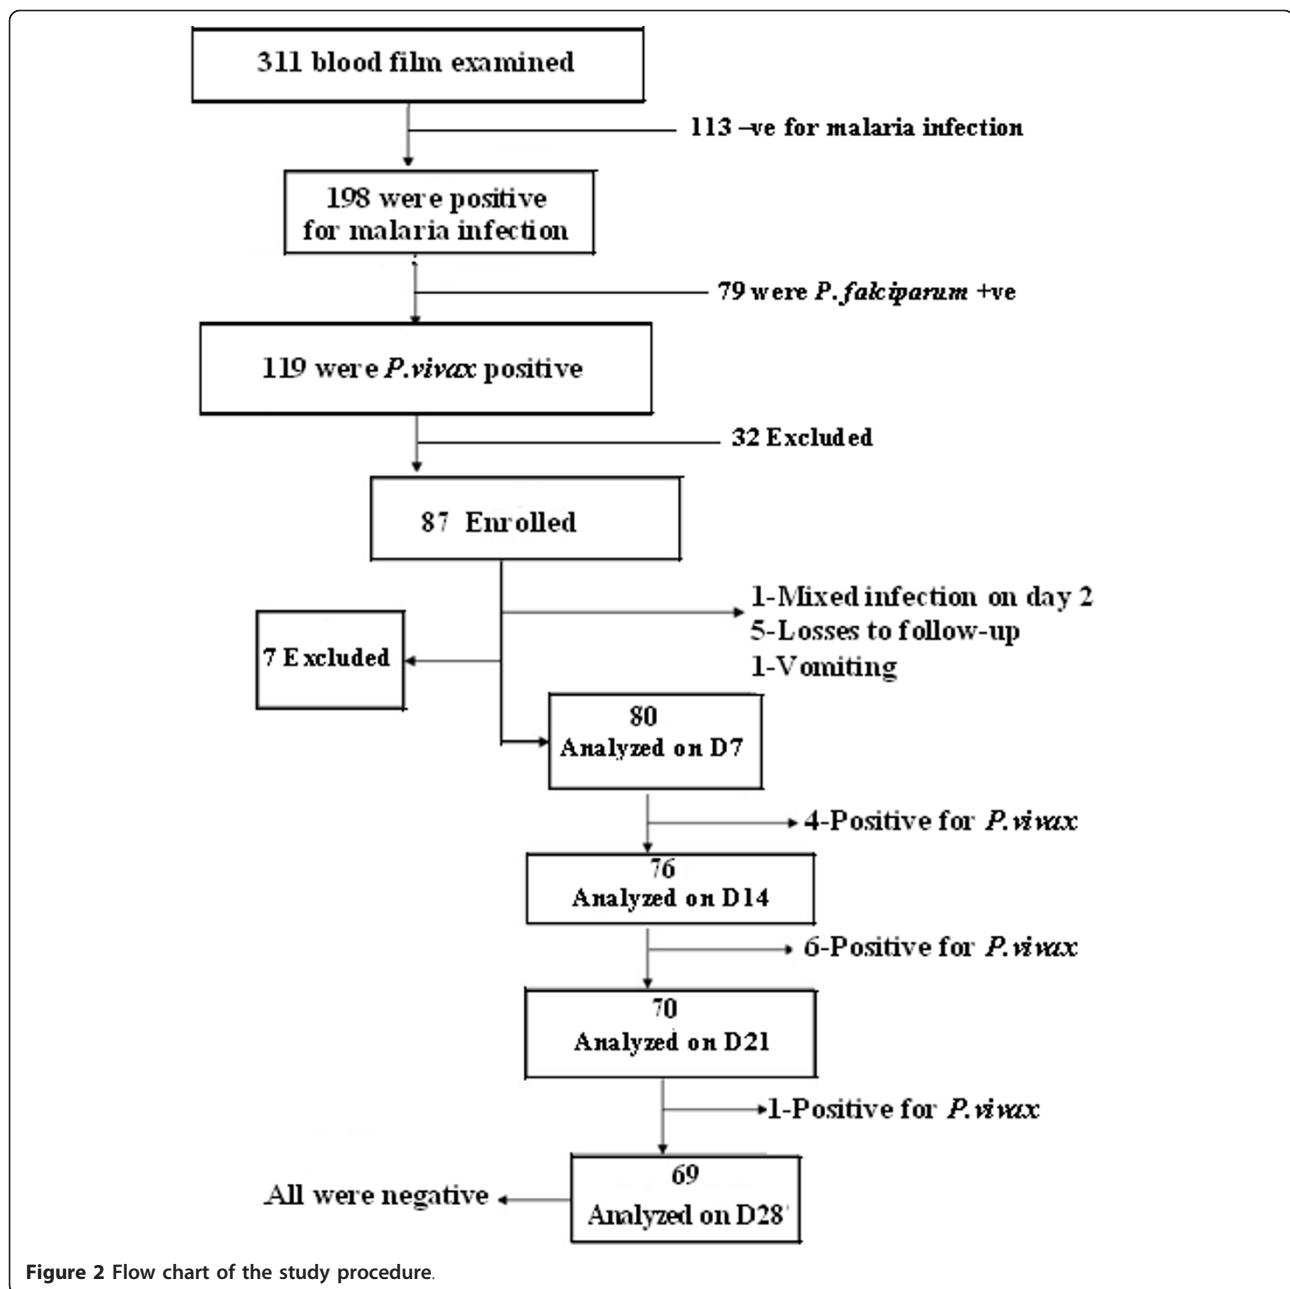 311 blood film examined
113 –ve for malaria infection
198 were positive
for malaria infection
79 were P.falciparum +ve
119 were P.vivax positive
32 Excluded
87 Enrolled
1-Mixed infection on day 2
5-Losses to follow-up
1-Vomiting
7 Excluded
80
Analyzed on D7
4-Positive for P.vivax
76
Analyzed on D14
6-Positive for P.vivax
70
Analyzed on D21
1-Positive for P.vivax
69
Analyzed on D28
All were negative
Figure 2 Flow chart of the study procedure.